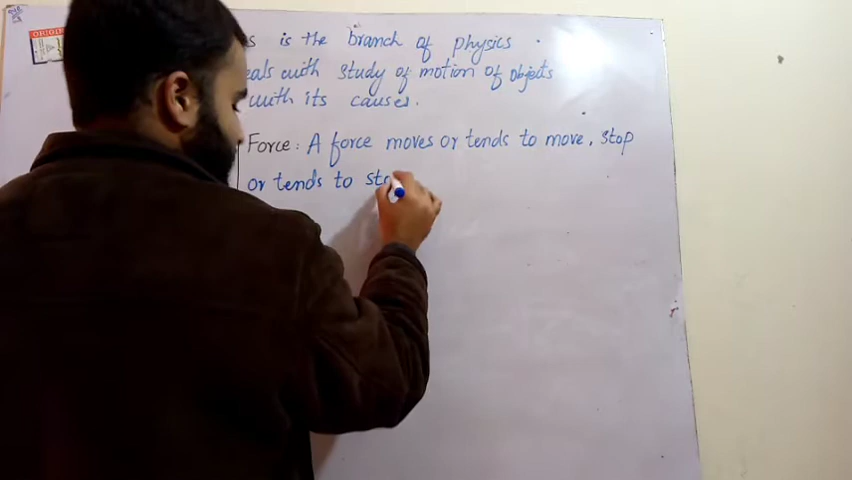 is the branch of physics
with study of motion of objects
with its causes.
Force: A force moves or tends to move, stop
or tends to